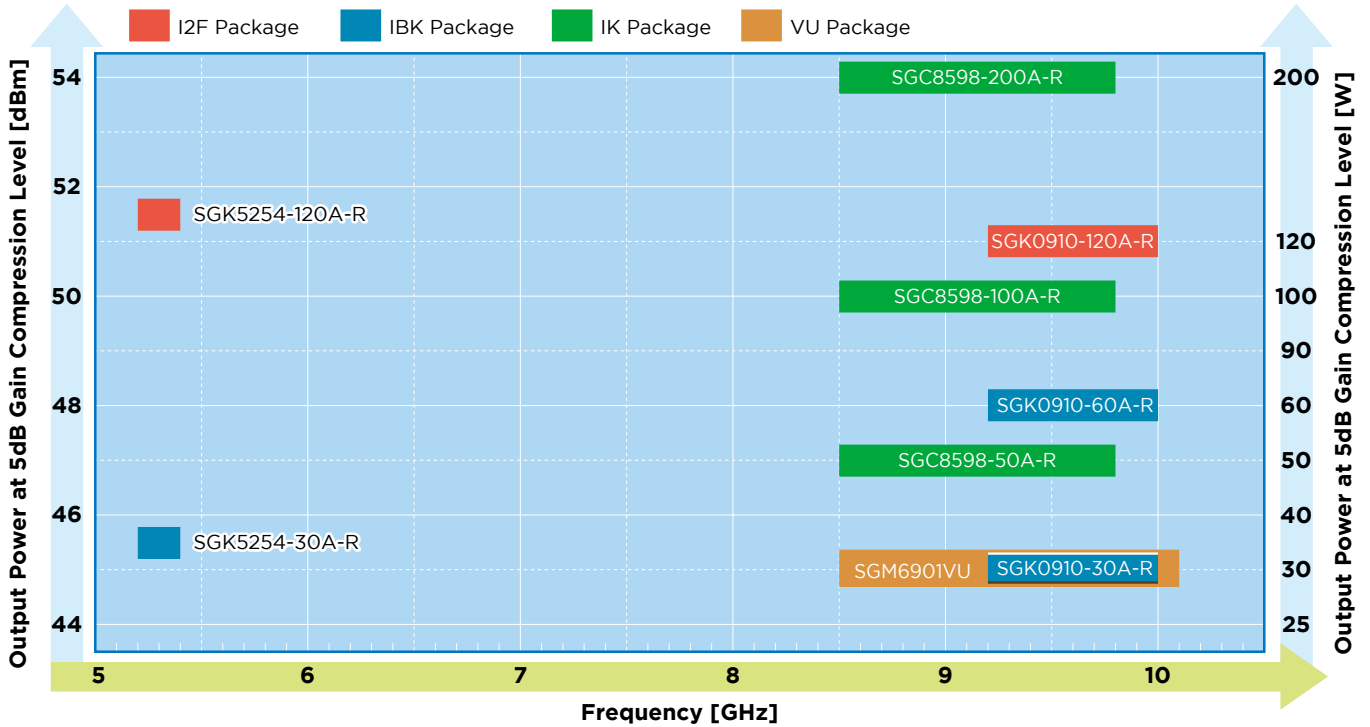 I2F Package
IBK Package
IK Package
VU Package
Output Power at 5dB Gain Compression Level [dBm]
54
52
50
48
46
44
SGC8598-200A-R
SGK5254-120A-R
SGK0910-120A-R
SGC8598-100A-R
SGK0910-60A-R
SGC8598-50A-R
SGK5254-30A-R
SGM6901VU
SGK0910-30A-R
200
120
100
90
60
50
40
30
25
Output Power at 5dB Gain Compression Level [W]
5 6 7 8 9 10
Frequency [GHz]